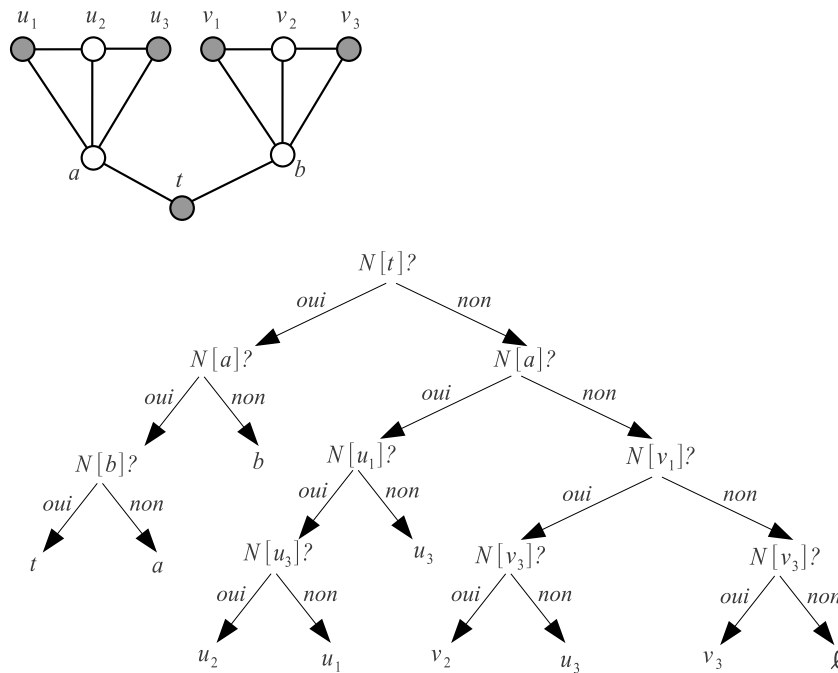 u1 u2 u3 v1 v2 v3
a t b
N[t]?
oui non
N[a]? N[a]?
oui non oui non
N[b]? b N[u1]? N[v1]?
oui non oui non oui non
t a N[u3]? u3 N[v3]? N[v3]?
oui non oui non oui non
u2 u1 v2 u3 v3 ℓ